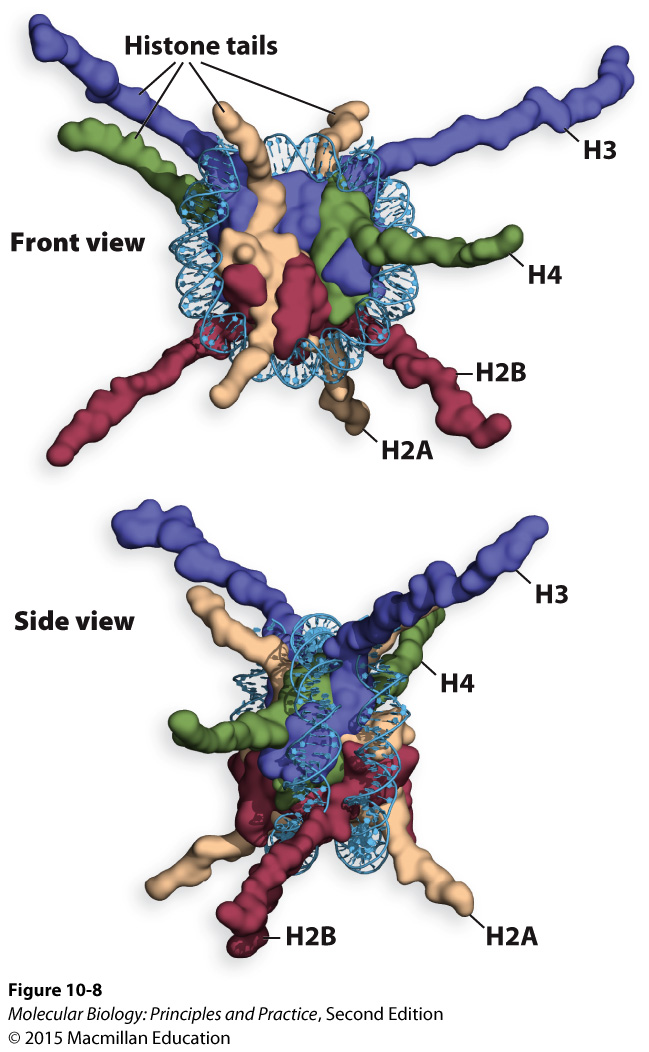 Histone tails
H3
Front view
H4
H2B
H2A
H3
Side view
H4
H2B
H2A
Figure 10-8
Molecular Biology: Principles and Practice, Second Edition
© 2015 Macmillan Education